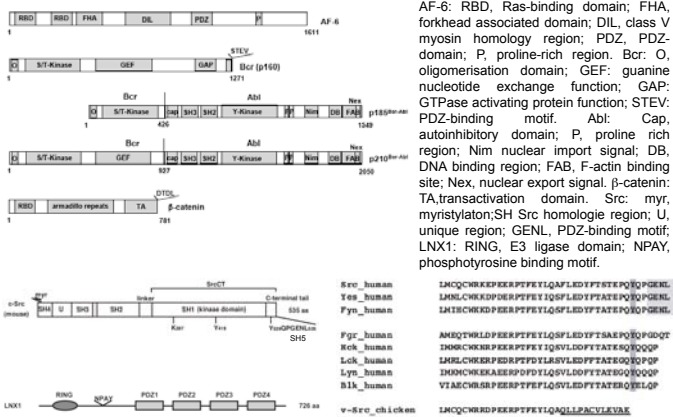 RBD RBD FHA DIL PDZ P
AF-6
1 1611
STEV
O S/T-Kinase GEF GAP
Bcr (p160)
1 1271
Bcr Abl
Nex
O S/T-Kinase cap SH3 SH2 Y-Kinase Nim DB FAB
p185Bcr-Abl
1 426 1349
Bcr Abl
Nex
O S/T-Kinase GEF cap SH3 SH2 Y-Kinase Nim DB FAB
p210Bcr-Abl
1 937 2050
DTDL
RBD armadillo repeats TA
β-catenin
1 781
AF-6: RBD, Ras-binding domain; FHA,
forkhead associated domain; DIL, class V
myosin homology region; PDZ, PDZ-
domain; P, proline-rich region. Bcr: O,
oligomerisation domain; GEF: guanine
nucleotide exchange function; GAP:
GTPase activating protein function; STEV:
PDZ-binding motif. Abl: Cap,
autoinhibitory domain; P, proline rich
region; Nim nuclear import signal; DB,
DNA binding region; FAB, F-actin binding
site; Nex, nuclear export signal. β-catenin:
TA,transactivation domain. Src: myr,
myristylaton;SH Src homologie region; U,
unique region; GENL, PDZ-binding motif;
LNX1: RING, E3 ligase domain; NPAY,
phosphotyrosine binding motif.
SrcCT
linker C-terminal tail
c-Src
(mouse)
SH4 U SH3 SH2 SH1 (kinase domain)
535 aa
SH5
RING NPAY PDZ1 PDZ2 PDZ3 PDZ4
LNX1
726 aa
Src_human LMCQCWRKEPEERPTFEYLQAFLEDYFTSTEPQYQPGENL
Yes_human LMNLCWKKDPDERPTFEYIQSFLEDYFTATEPQYQPGENL
Fyn_human LMIHCWKKDPEERPTFEYLQSFLEDYFTATEPQYQPGENL
Fgr_human AMEQTWRLDPEERPTFEYLQSFLEDYFTSAEPQYQPGDQT
Hck_human IMMRCWKNRPEERPTFEYIQSVLDDFYTATESQYQQQP
Lck_human LMRLCWKERPEDRPTFDYLRSVLEDFFTATEGQYQPQP
Lyn_human IMKMCWKEKAEERPTFDYLQSVLDDFYTATEGQYQQQP
Blk_human VIAECWRSRPEERPTFEFLQSVLEDFYTATERQYELQP
v-Src_chicken